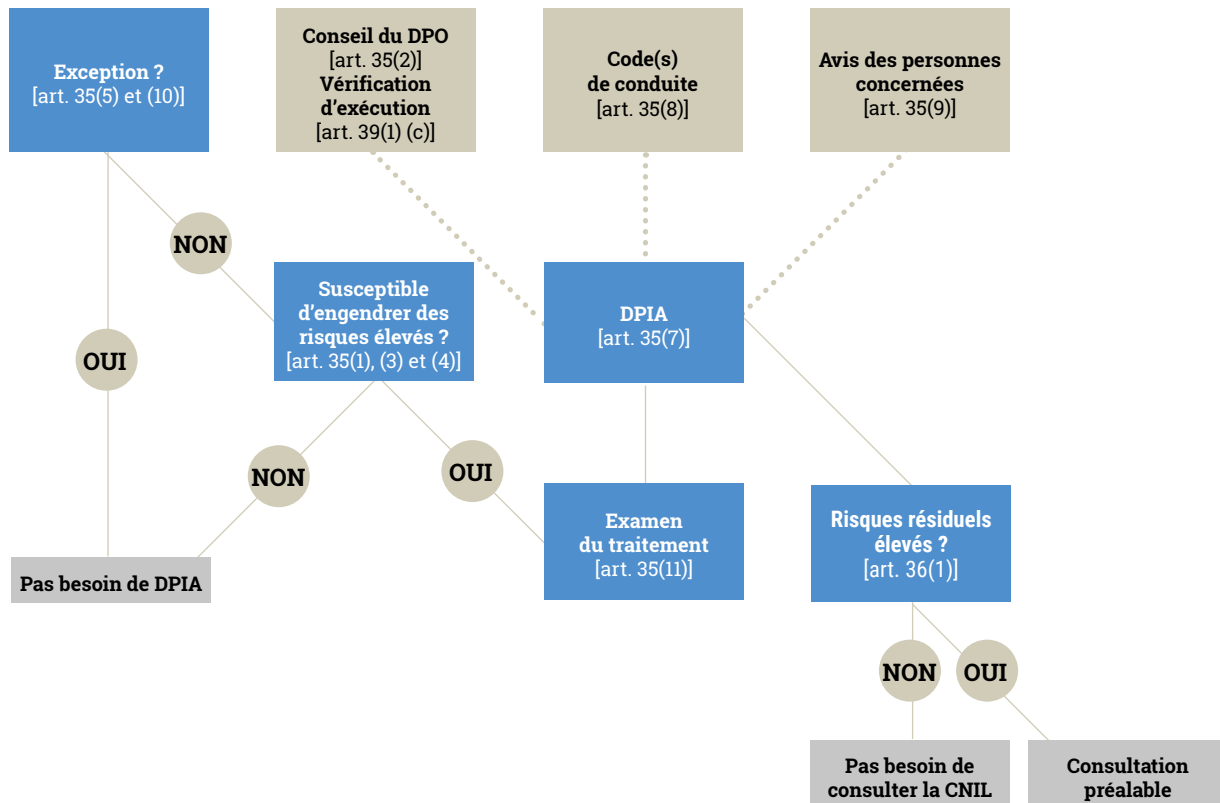 Exception ?
[art. 35(5) et (10)]
Conseil du DPO
[art. 35(2)]
Vérification
d’exécution
[art. 39(1) (c)]
Code(s)
de conduite
[art. 35(8)]
Avis des personnes
concernées
[art. 35(9)]
NON
OUI
Susceptible
d’engendrer des
risques élevés ?
[art. 35(1), (3) et (4)]
DPIA
[art. 35(7)]
NON
OUI
Pas besoin de DPIA
Examen
du traitement
[art. 35(11)]
Risques résiduels
élevés ?
[art. 36(1)]
NON
OUI
Pas besoin de
consulter la CNIL
Consultation
préalable